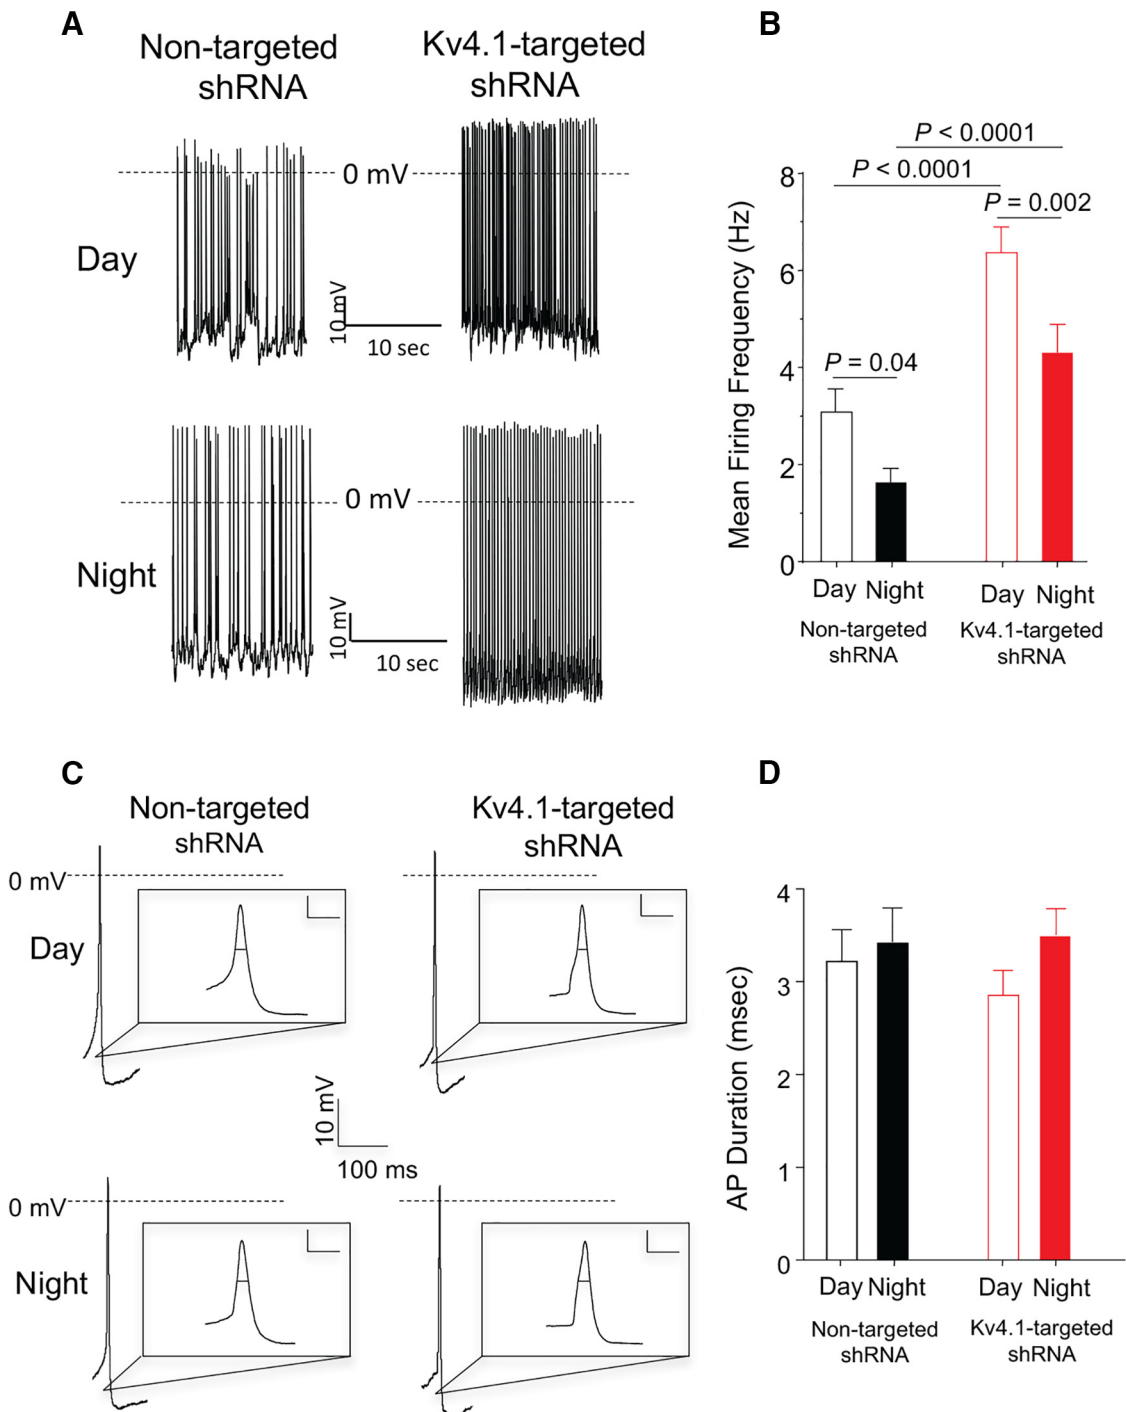 A
Non-targeted
shRNA
Kv4.1-targeted
shRNA
0 mV
Day
10 mV
10 sec
0 mV
Night
10 mV
10 sec
B
P < 0.0001
P < 0.0001
P = 0.002
P = 0.04
Mean Firing Frequency (Hz)
8
6
4
2
0
Day Night
Day Night
Non-targeted
shRNA
Kv4.1-targeted
shRNA
C
Non-targeted
shRNA
Kv4.1-targeted
shRNA
0 mV
Day
10 mV
100 ms
0 mV
Night
D
AP Duration (msec)
4
3
2
1
0
Day Night
Day Night
Non-targeted
shRNA
Kv4.1-targeted
shRNA